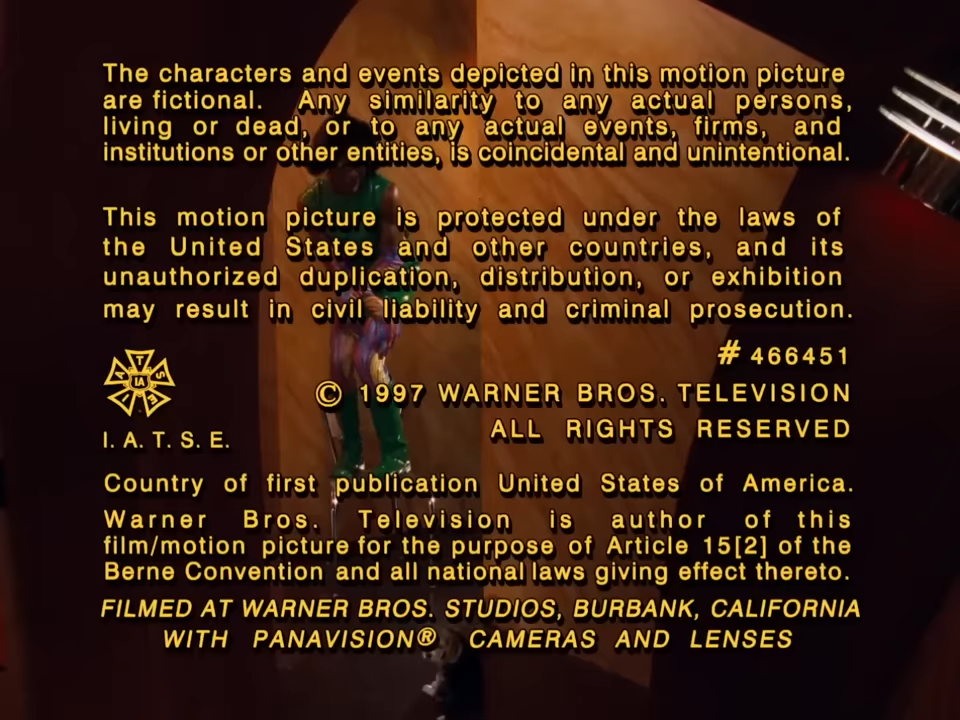 The characters and events depicted in this motion picture
are fictional. Any similarity to any actual persons,
living or dead, or to any actual events, firms, and
institutions or other entities, is coincidental and unintentional.
This motion picture is protected under the laws of
the United States and other countries, and its
unauthorized duplication, distribution, or exhibition
may result in civil liability and criminal prosecution.
# 466451
IATSE
IA
© 1997 WARNER BROS. TELEVISION
ALL RIGHTS RESERVED
I. A. T. S. E.
Country of first publication United States of America.
Warner Bros. Television is author of this
film/motion picture for the purpose of Article 15[2] of the
Berne Convention and all national laws giving effect thereto.
FILMED AT WARNER BROS. STUDIOS, BURBANK, CALIFORNIA
WITH PANAVISION® CAMERAS AND LENSES